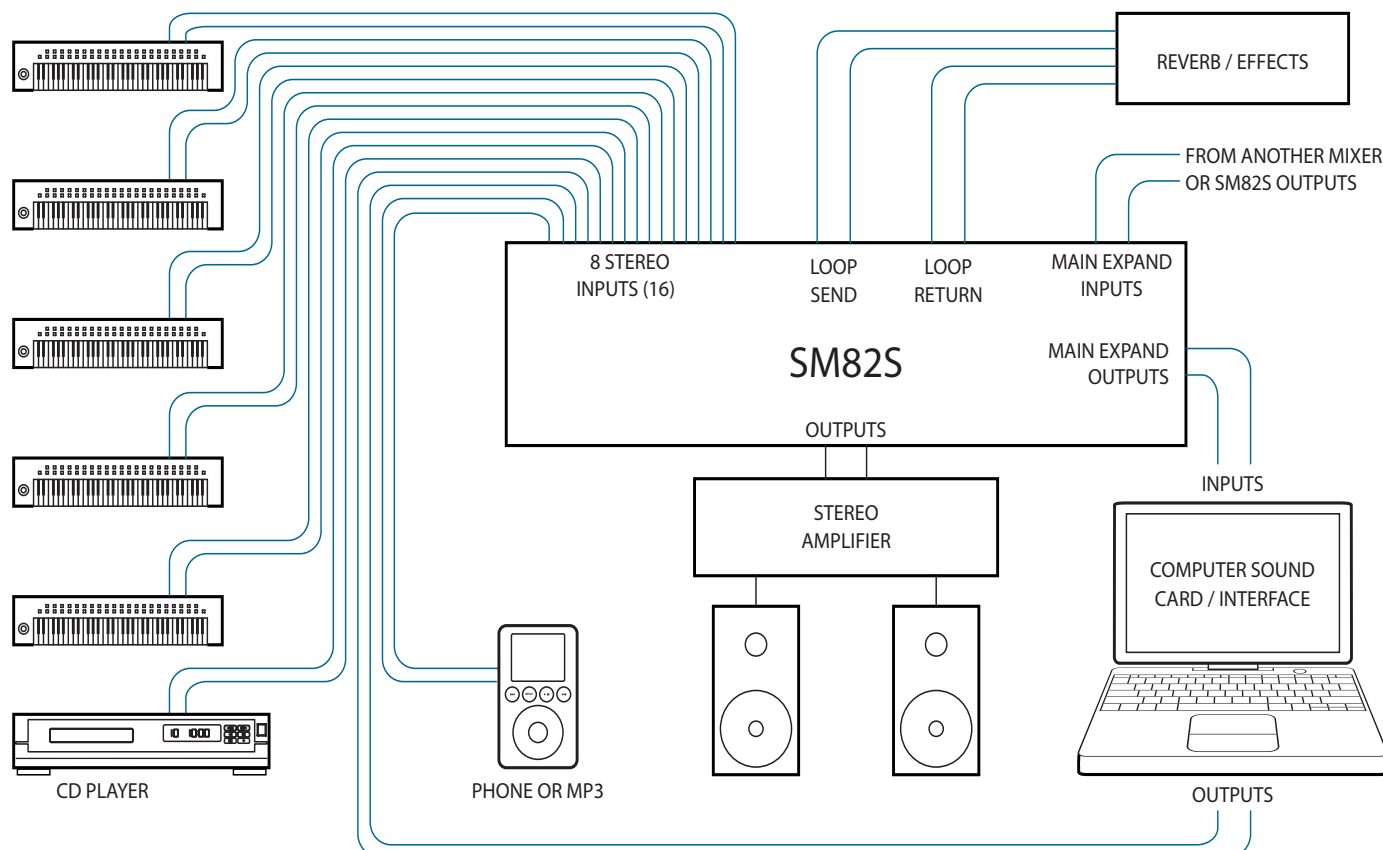 REVERB / EFFECTS
FROM ANOTHER MIXER
OR SM82S OUTPUTS
8 STEREO
INPUTS (16)
LOOP
SEND
LOOP
RETURN
MAIN EXPAND
INPUTS
SM82S
MAIN EXPAND
OUTPUTS
OUTPUTS
INPUTS
STEREO
AMPLIFIER
COMPUTER SOUND
CARD / INTERFACE
MENU
CD PLAYER
PHONE OR MP3
OUTPUTS